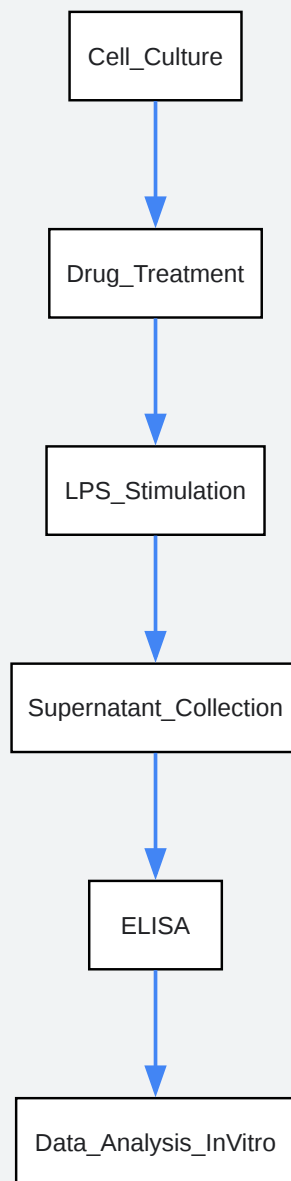 Cell_Culture
Drug_Treatment
LPS_Stimulation
Supernatant_Collection
ELISA
Data_Analysis_InVitro